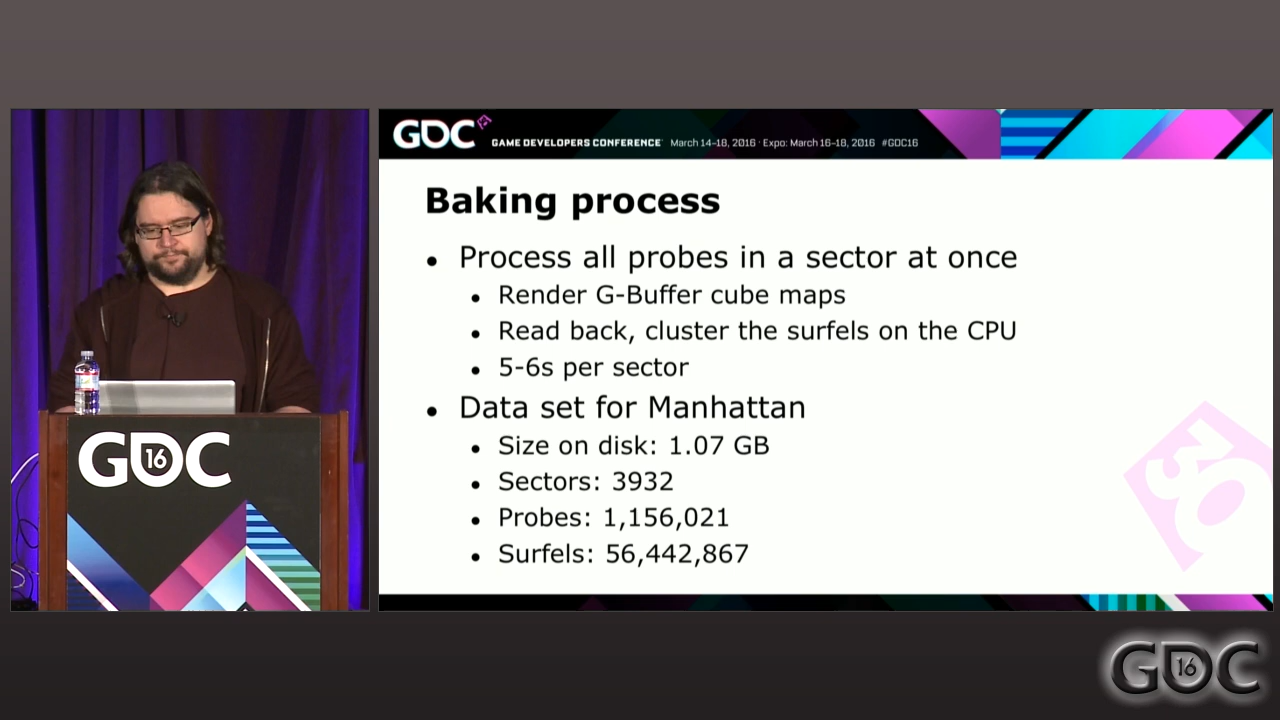 GDC
GAME DEVELOPERS CONFERENCE March 14-18, 2016 · Expo: March 16-18, 2016 #GDC16
Baking process
• Process all probes in a sector at once
• Render G-Buffer cube maps
• Read back, cluster the surfels on the CPU
• 5-6s per sector
• Data set for Manhattan
• Size on disk: 1.07 GB
• Sectors: 3932
• Probes: 1,156,021
• Surfels: 56,442,867
30
GDC
16
GDC
16